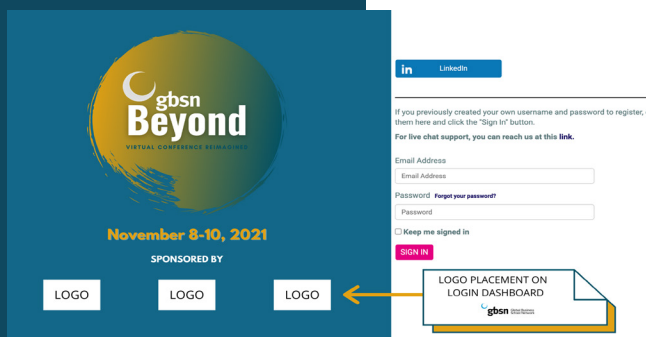 gbsn
Beyond
VIRTUAL CONFERENCE REIMAGINED
November 8-10, 2021
SPONSORED BY
LOGO
LOGO
LOGO
in LinkedIn
If you previously created your own username and password to register,
them here and click the "Sign In" button.
For live chat support, you can reach us at this link.
Email Address
Email Address
Password Forgot your password?
Password
Keep me signed in
SIGN IN
LOGO PLACEMENT ON
LOGIN DASHBOARD
gbsn